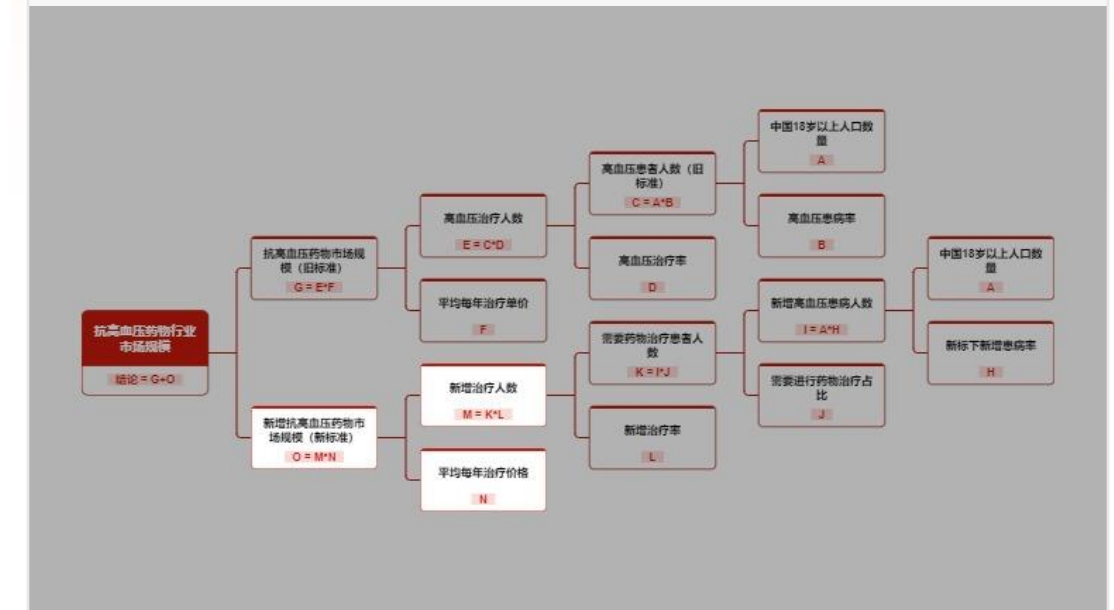 中国18岁以上人口数
量
A
高血压患者人数（旧
标准）
C = A*B
高血压治疗人数
E = C*D
高血压患病率
B
抗高血压药物市场规
模（旧标准）
G = E*F
高血压治疗率
D
中国18岁以上人口数
量
A
平均每年治疗单价
F
新增高血压患病人数
I = A*H
抗高血压药物行业
市场规模
结论 = G+O
需要药物治疗患者人
数
K = I*J
新标下新增患病率
H
新增治疗人数
M = K*L
需要进行药物治疗占
比
J
新增抗高血压药物市
场规模（新标准）
O = M*N
新增治疗率
L
平均每年治疗价格
N